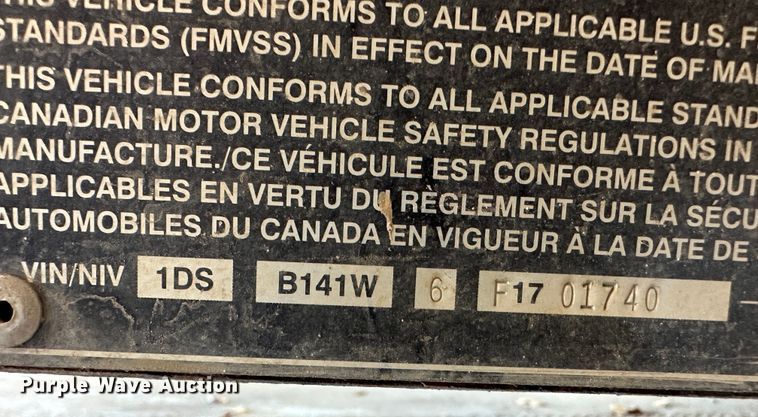 THIS VEHICLE CONFORMS TO ALL APPLICABLE U.S. F
STANDARDS (FMVSS) IN EFFECT ON THE DATE OF MA
THIS VEHICLE CONFORMS TO ALL APPLICABLE STAND
CANADIAN MOTOR VEHICLE SAFETY REGULATIONS IN
MANUFACTURE./CE VÉHICULE EST CONFORME À TOUT
APPLICABLES EN VERTU DU REGLEMENT SUR LA SÉCU
AUTOMOBILES DU CANADA EN VIGUEUR À LA DATE DE
VIN/NIV 1DS B141W 6 F17 01740
Purple Wave Auction